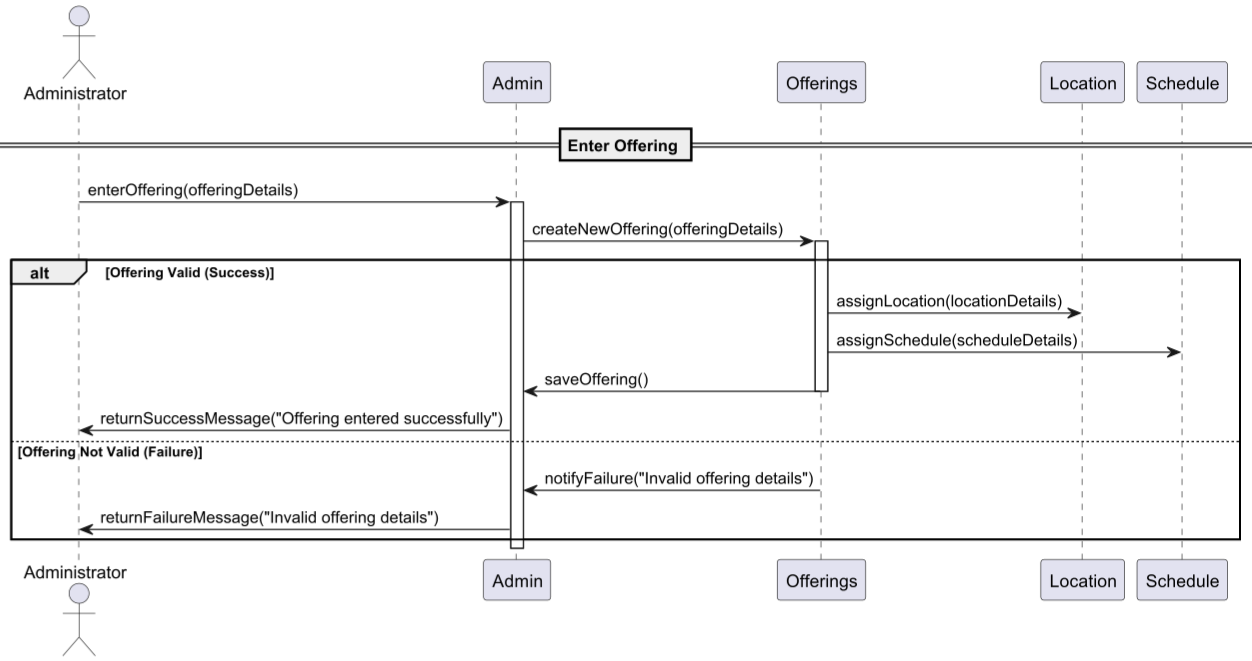 Administrator
Admin
Offerings
Location
Schedule
Enter Offering
enterOffering(offeringDetails)
createNewOffering(offeringDetails)
alt
[Offering Valid (Success)]
assignLocation(locationDetails)
assignSchedule(scheduleDetails)
saveOffering()
returnSuccessMessage("Offering entered successfully")
[Offering Not Valid (Failure)]
notifyFailure("Invalid offering details")
returnFailureMessage("Invalid offering details")
Administrator
Admin
Offerings
Location
Schedule